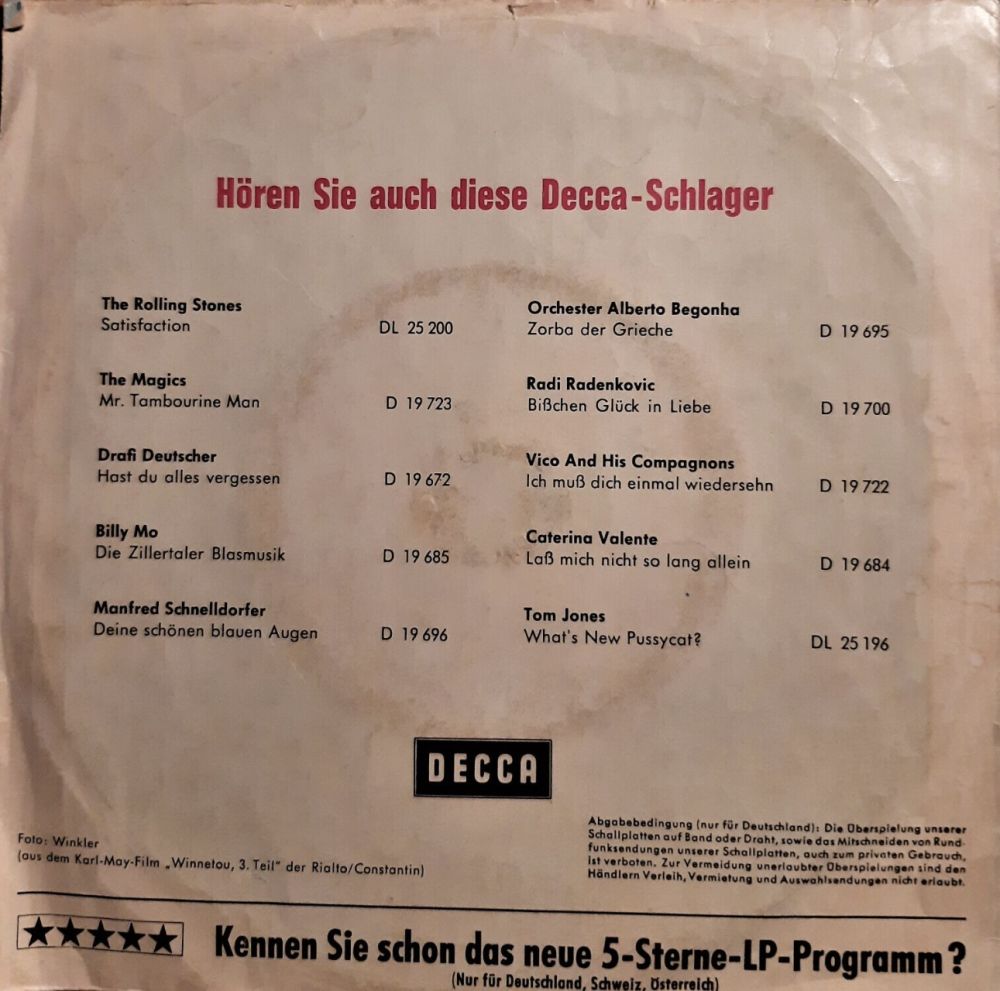 Hören Sie auch diese Decca-Schlager
The Rolling Stones
Satisfaction DL 25 200
The Magics
Mr. Tambourine Man D 19 723
Drafi Deutscher
Hast du alles vergessen D 19 672
Billy Mo
Die Zillertaler Blasmusik D 19 685
Manfred Schnelldorfer
Deine schönen blauen Augen D 19 696
Orchester Alberto Begonha
Zorba der Grieche D 19 695
Radi Radenkovic
Bißchen Glück in Liebe D 19 700
Vico And His Compagnons
Ich muß dich einmal wiedersehn D 19 722
Caterina Valente
Laß mich nicht so lang allein D 19 684
Tom Jones
What's New Pussycat? DL 25 196
DECCA
Foto: Winkler
(aus dem Karl-May-Film „Winnetou, 3. Teil" der Rialto/Constantin)
Abgabebedingung (nur für Deutschland): Die Überspielung unserer
Schallplatten auf Band oder Draht, sowie das Mitschneiden von Rund-
funksendungen unserer Schallplatten, auch zum privaten Gebrauch,
ist verboten. Zur Vermeidung unerlaubter Überspielungen sind den
Händlern Verleih, Vermietung und Auswahlsendungen nicht erlaubt.
★★★★★ Kennen Sie schon das neue 5-Sterne-LP-Programm?
(Nur für Deutschland, Schweiz, Österreich)